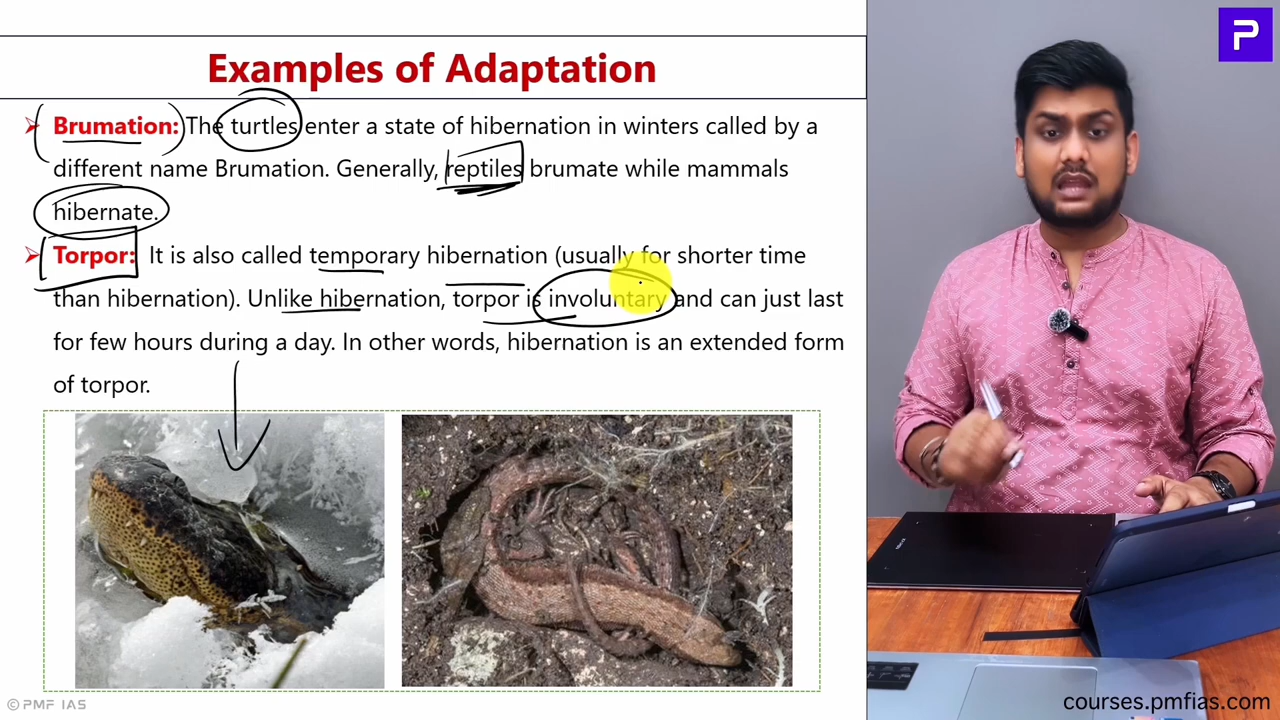 Examples of Adaptation
➢ Brumation: The turtles enter a state of hibernation in winters called by a
different name Brumation. Generally, reptiles brumate while mammals
hibernate.
➢ Torpor: It is also called temporary hibernation (usually for shorter time
than hibernation). Unlike hibernation, torpor is involuntary and can just last
for few hours during a day. In other words, hibernation is an extended form
of torpor.
© PMF IAS
P
courses.pmfias.com